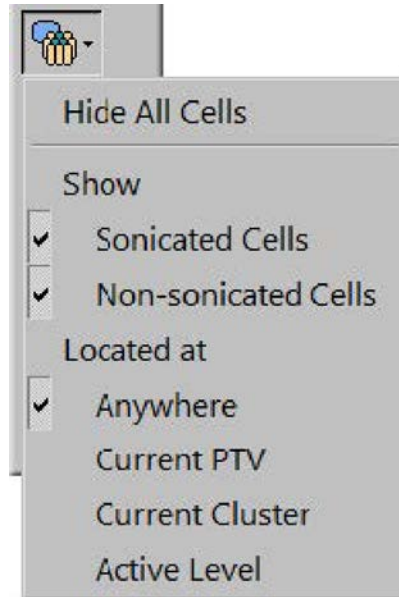 Hide All Cells
Show
Sonicated Cells
Non-sonicated Cells
Located at
Anywhere
Current PTV
Current Cluster
Active Level